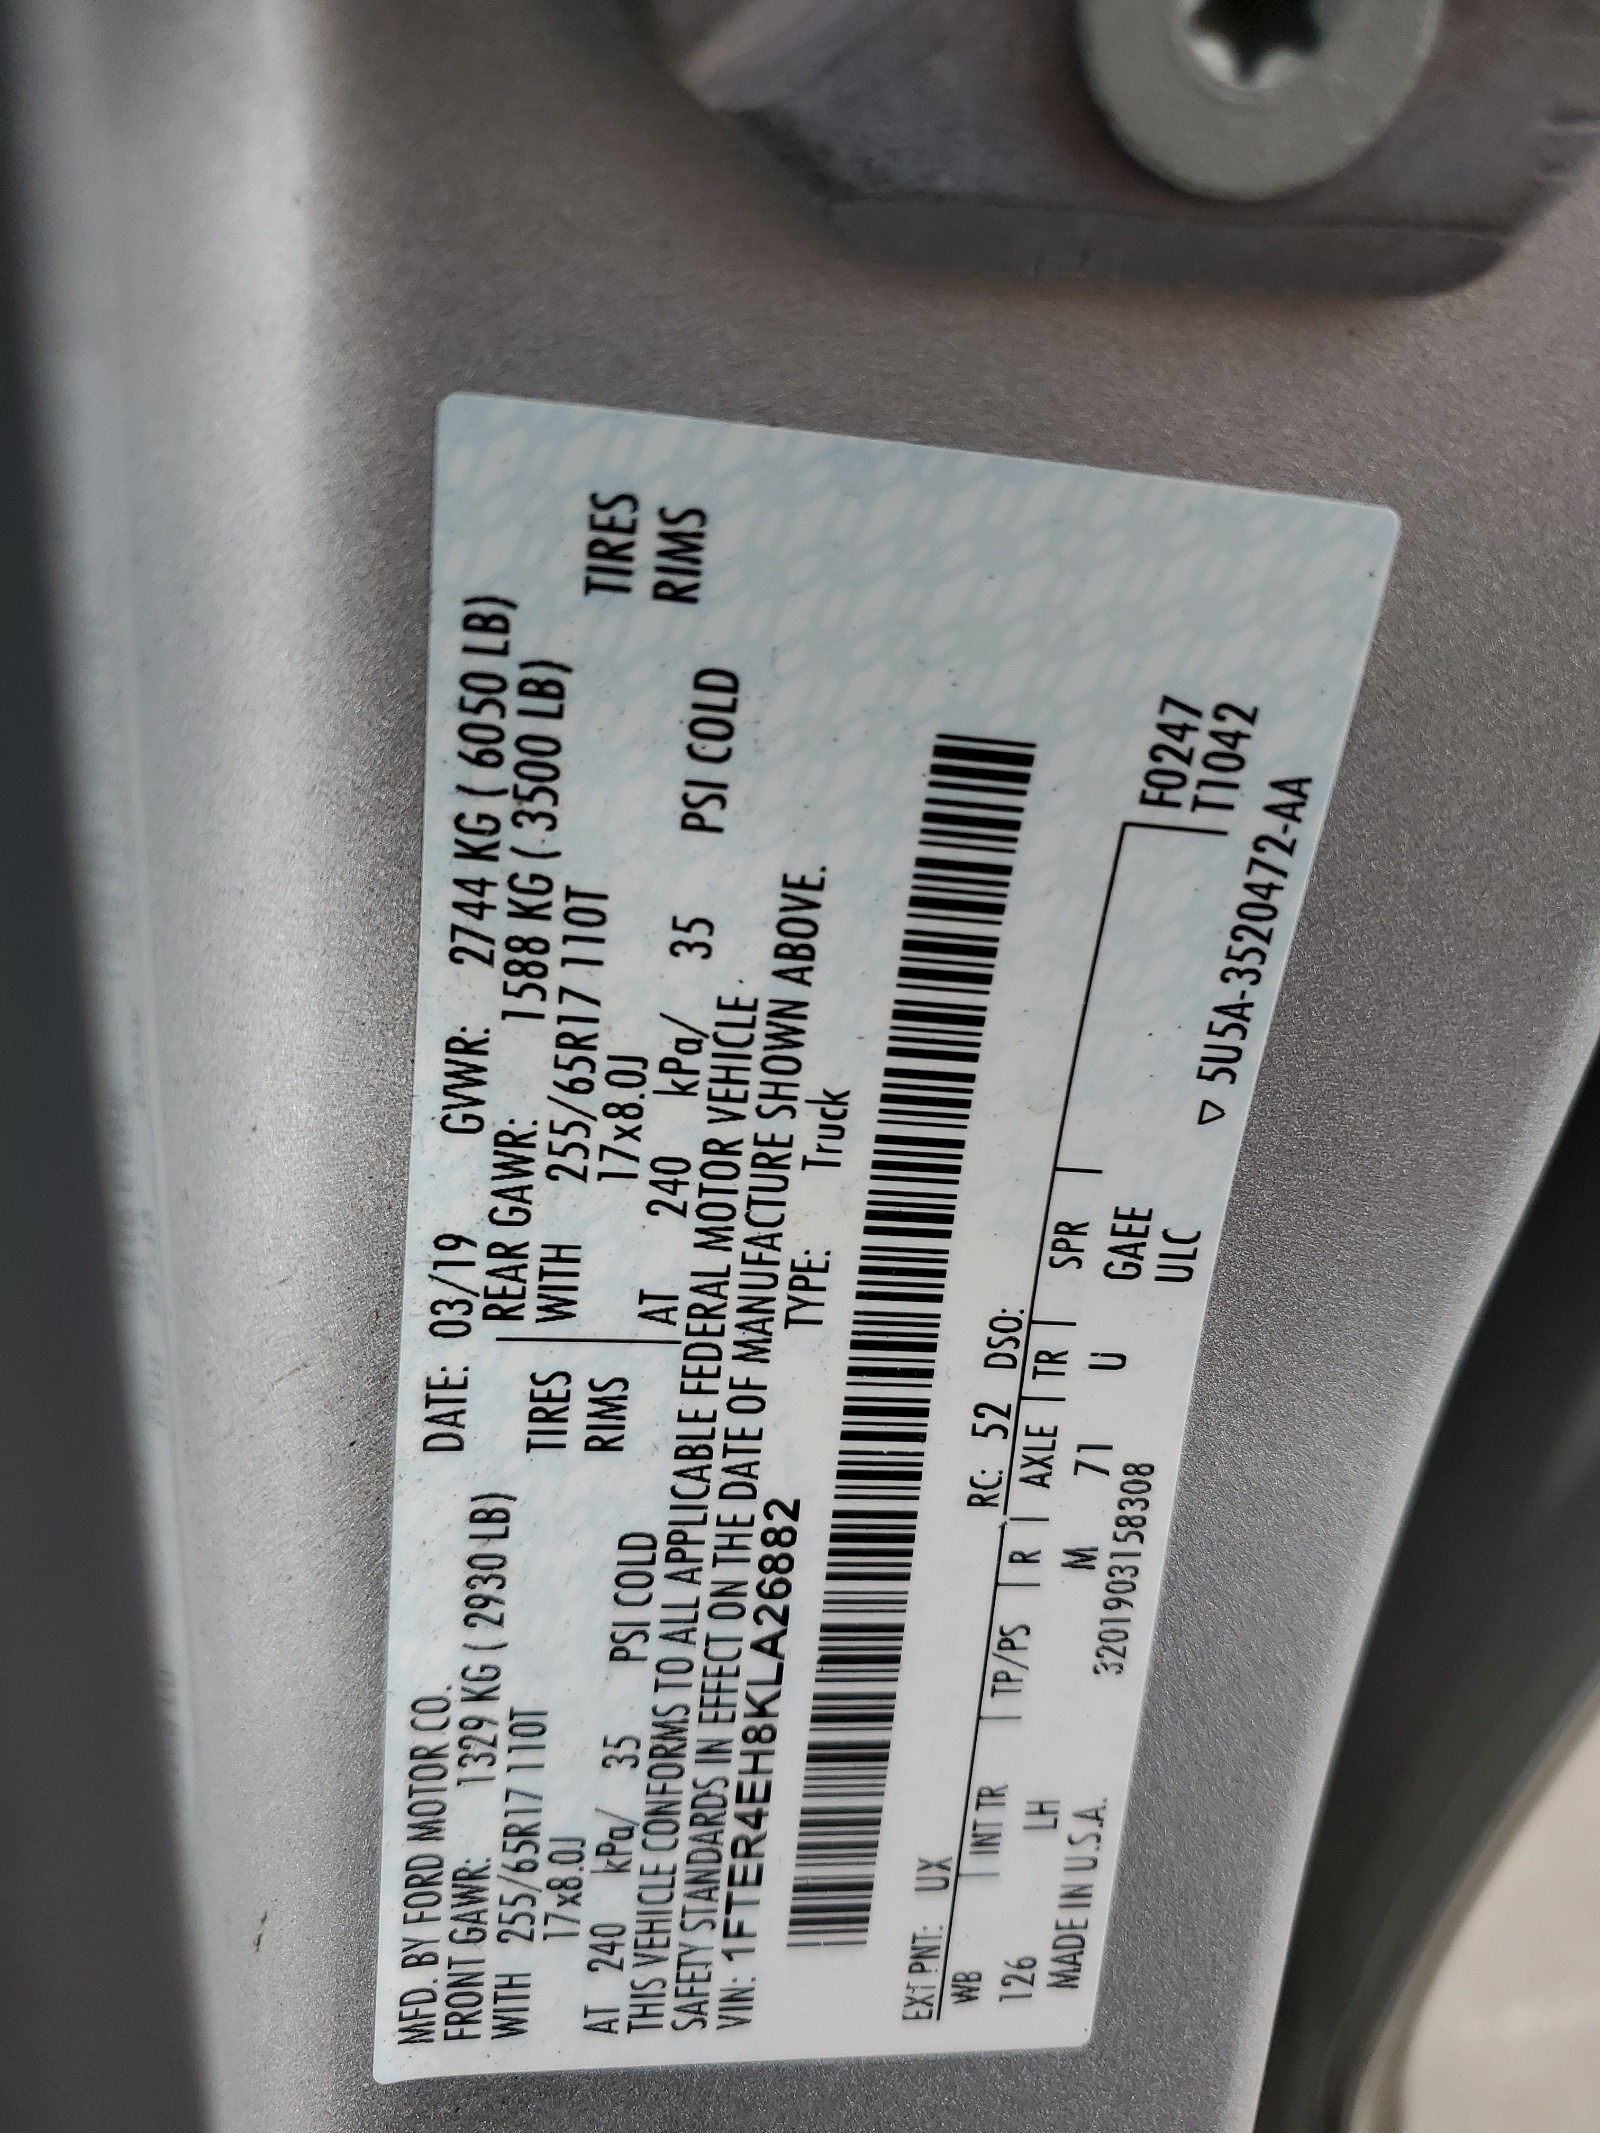 MFD. BY FORD MOTOR CO. DATE: 03/19 GVWR: 2744 KG ( 6050 LB)
FRONT GAWR: 1329 KG ( 2930 LB) REAR GAWR: 1588 KG ( 3500 LB)
WITH 255/65R17 110T TIRES WITH 255/65R17 110T TIRES
17x8.0J RIMS 17x8.0J RIMS
AT 240 kPa/ 35 PSI COLD AT 240 kPa/ 35 PSI COLD
THIS VEHICLE CONFORMS TO ALL APPLICABLE FEDERAL MOTOR VEHICLE
SAFETY STANDARDS IN EFFECT ON THE DATE OF MANUFACTURE SHOWN ABOVE.
VIN: 1FTER4EH8KLA26882 TYPE: Truck
EXT PNT: UX RC: 52 DSO:
WB INT TR TP/PS R AXLE TR SPR F0247
126 LH M 71 U GAEE T1042
MADE IN U.S.A. 3201903158308 ULC
▽ 5U5A-3520472-AA